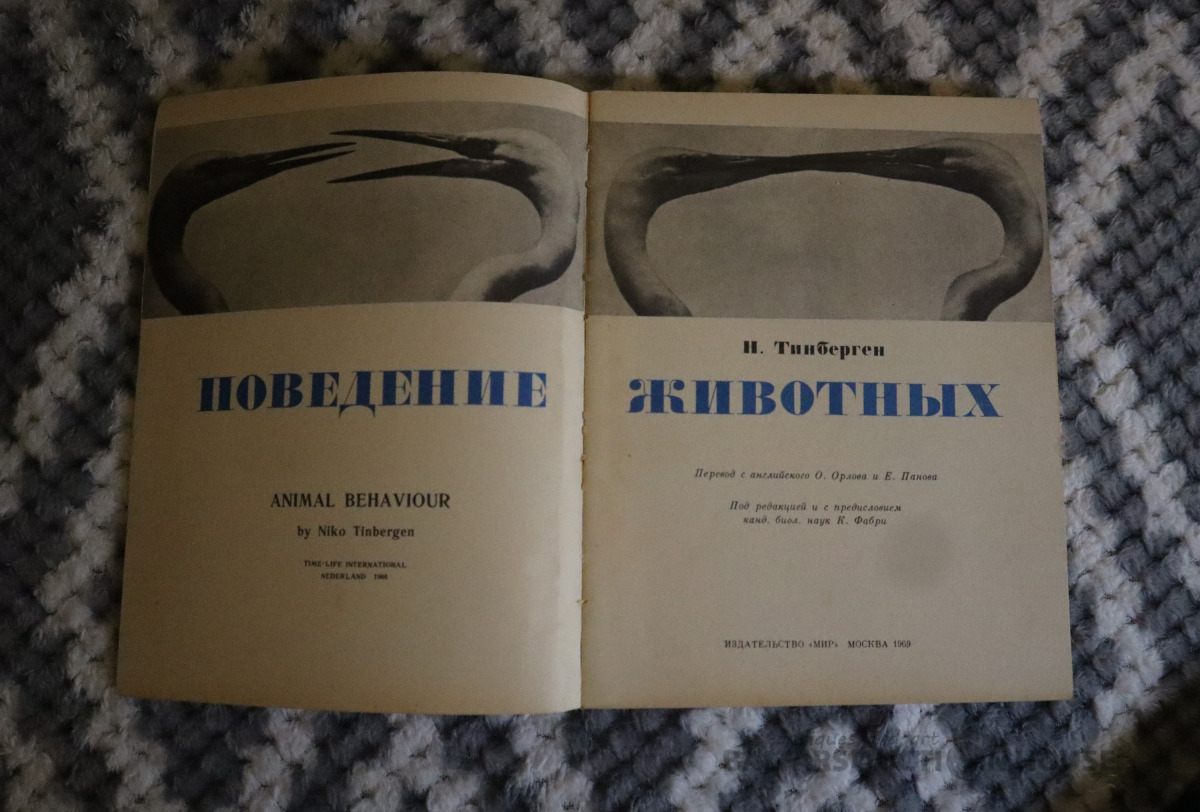 ПОВЕДЕНИЕ
ANIMAL BEHAVIOUR
by Niko Tinbergen
TIME-LIFE INTERNATIONAL
NEDERLAND 1966
Н. Тинберген
ЖИВОТНЫХ
Перевод с английского О. Орлова и Е. Панова
Под редакцией и с предисловием
канд. биол. наук К. Фабри
ИЗДАТЕЛЬСТВО «МИР» МОСКВА 1969